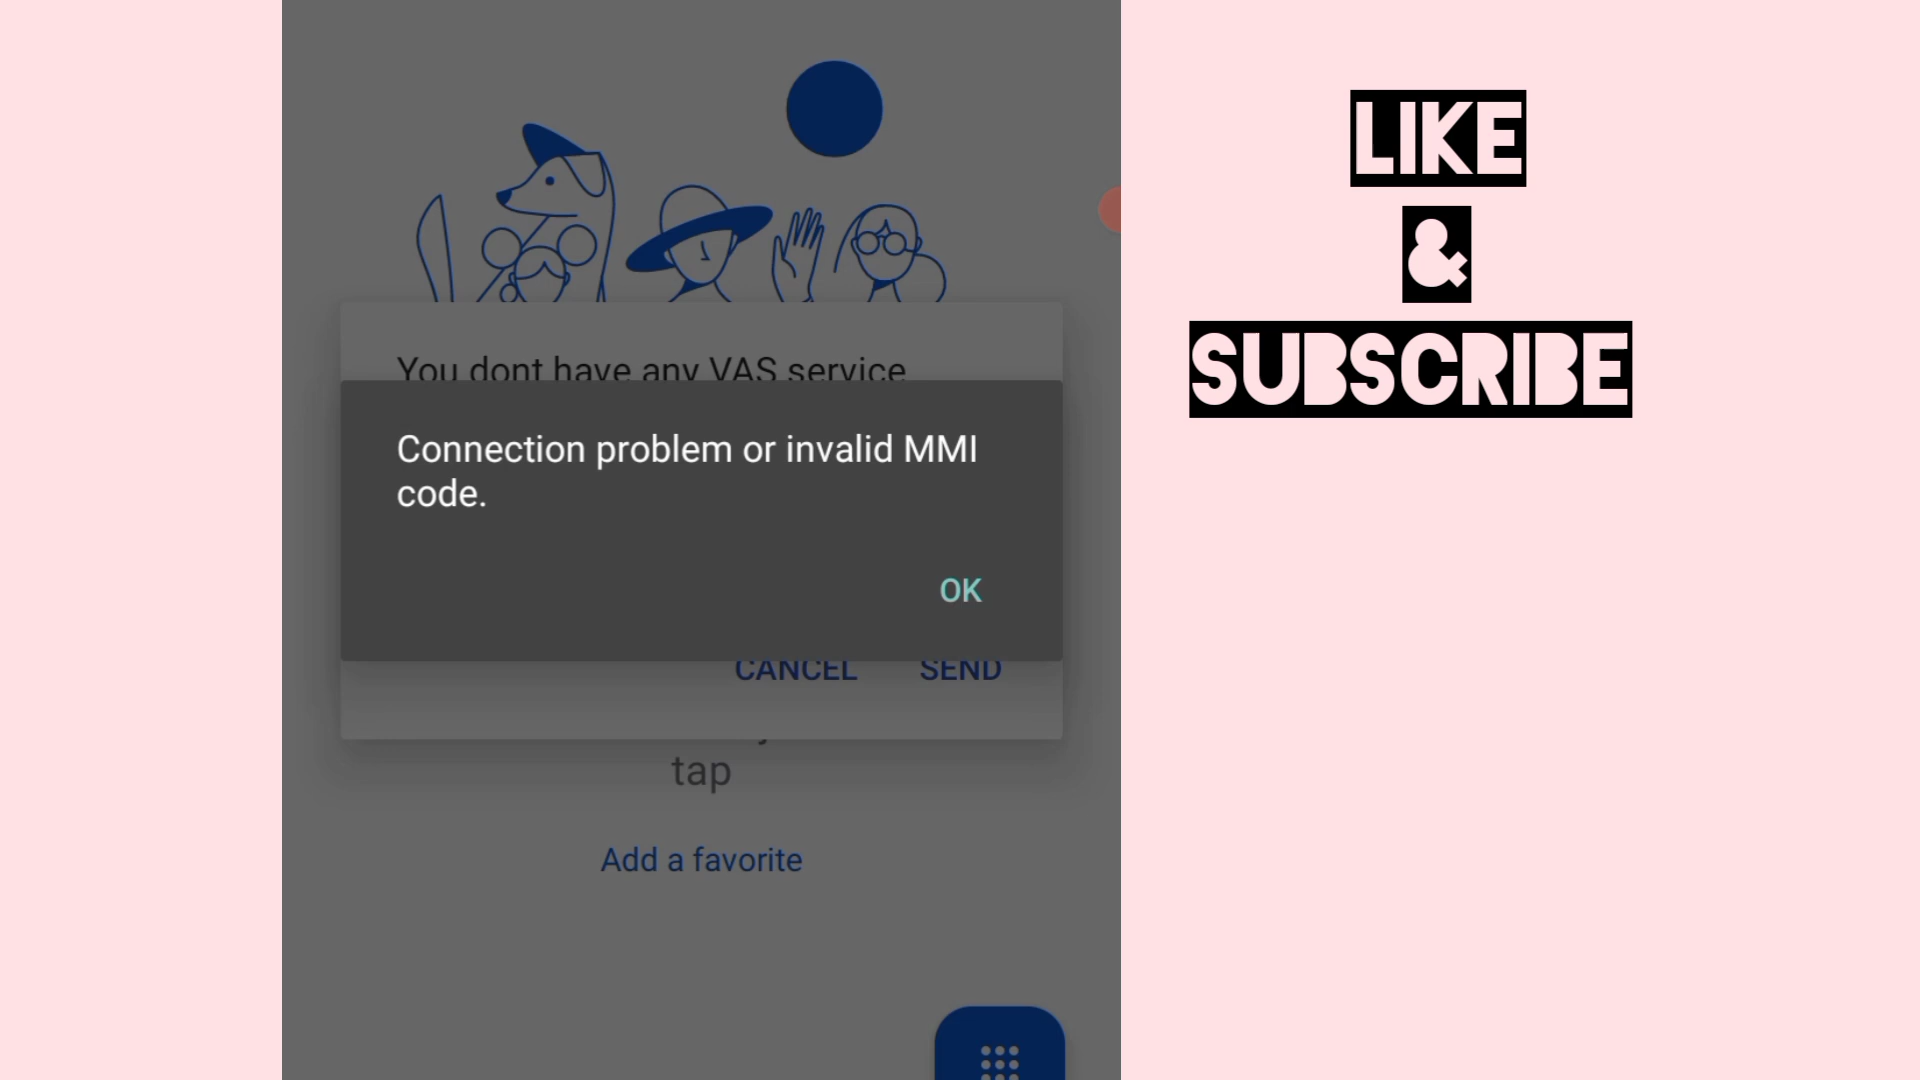 You dont have any VAS service
Connection problem or invalid MMI
code.
OK
CANCEL SEND
tap
Add a favorite
LIKE
&
SUBSCRIBE